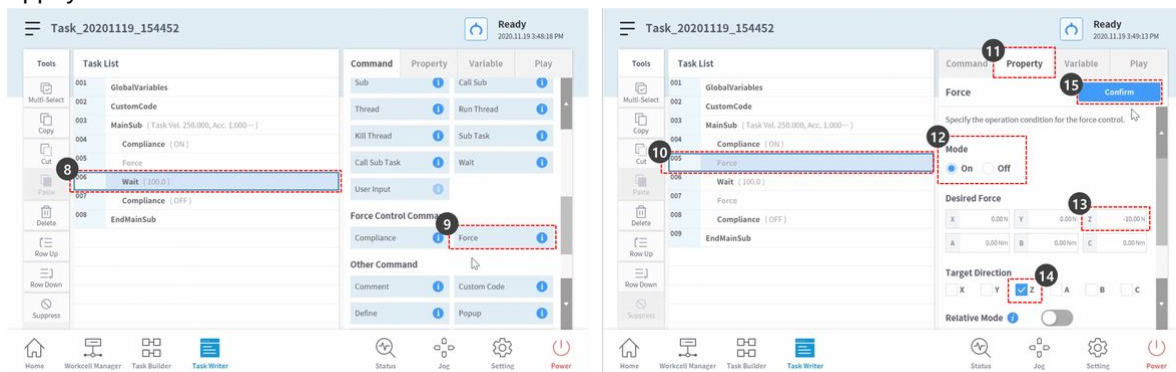 Task_20201119_154452
Ready
2020.11.19 3:48:18 PM
Tools
Task List
Command Property Variable Play
Multi-Select
Copy
Cut
Paste
Delete
Row Up
Row Down
Suppress
001 GlobalVariables
002 CustomCode
003 MainSub (Task Vel. 250.000, Acc. 1.000···)
004 Compliance (ON)
005 Force
8
006 Wait (100.0)
007 Compliance (OFF)
008 EndMainSub
Sub Call Sub
Thread Run Thread
Kill Thread Sub Task
Call Sub Task Wait
User Input
Force Control Command
9
Compliance Force
Other Command
Comment Custom Code
Define Popup
Home Workcell Manager Task Builder Task Writer Status Jog Setting Power
Task_20201119_154452
Ready
2020.11.19 3:49:13 PM
Tools
Task List
11
Command Property Variable Play
Multi-Select
Copy
Cut
Paste
Delete
Row Up
Row Down
Suppress
001 GlobalVariables
002 CustomCode
003 MainSub (Task Vel. 250.000, Acc. 1.000···)
004 Compliance (ON)
10
005 Force
006 Wait (100.0)
007 Force
008 Compliance (OFF)
009 EndMainSub
15
Force Confirm
Specify the operation condition for the force control.
12
Mode
On Off
Desired Force
13
X 0.00 N Y 0.00 N Z -10.00 N
A 0.00 Nm B 0.00 Nm C 0.00 Nm
Target Direction
14
X Y Z A B C
Relative Mode
Home Workcell Manager Task Builder Task Writer Status Jog Setting Power